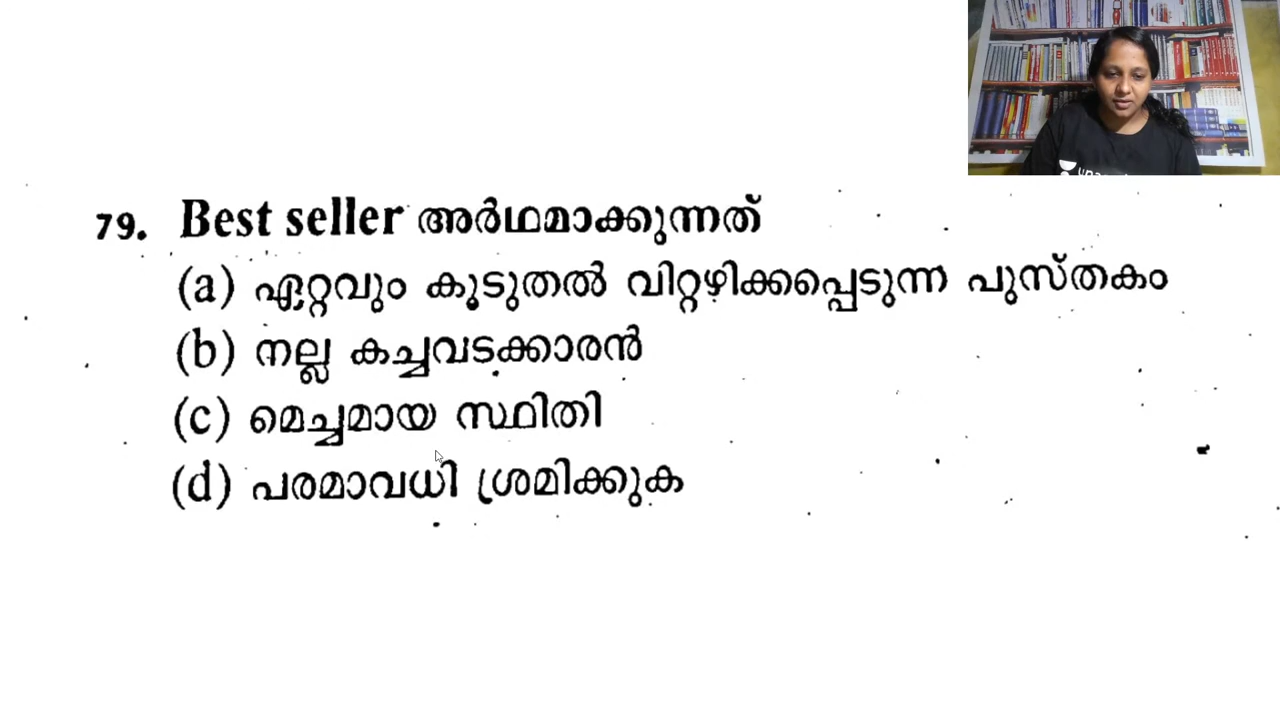 79. Best seller അർഥമാക്കുന്നത്
(a) ഏറ്റവും കൂടുതൽ വിറ്റഴിക്കപ്പെടുന്ന പുസ്തകം
(b) നല്ല കച്ചവടക്കാരൻ
(c) മെച്ചമായ സ്ഥിതി
(d) പരമാവധി ശ്രമിക്കുക